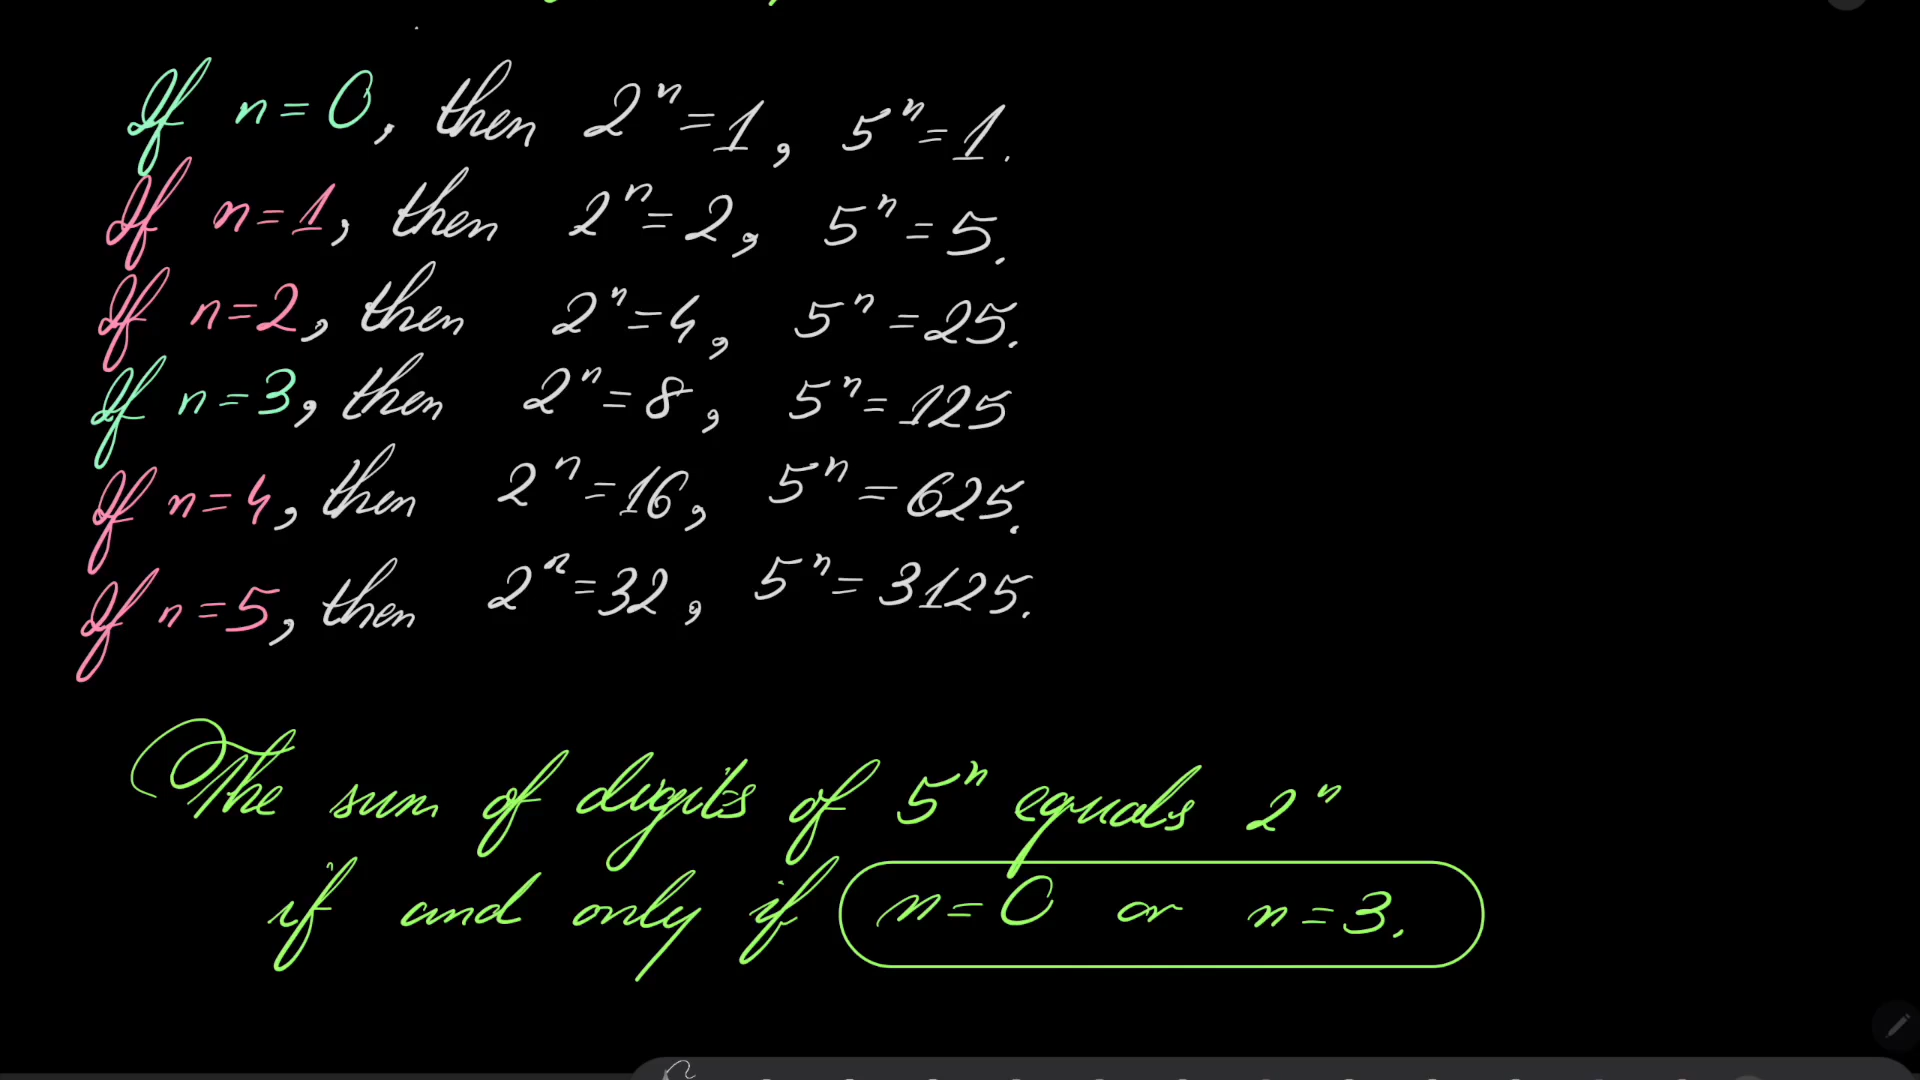 If n=0, then 2ⁿ=1, 5ⁿ=1.
If n=1, then 2ⁿ=2, 5ⁿ=5.
If n=2, then 2ⁿ=4, 5ⁿ=25.
If n=3, then 2ⁿ=8, 5ⁿ=125
If n=4, then 2ⁿ=16, 5ⁿ=625.
If n=5, then 2ⁿ=32, 5ⁿ=3125.
The sum of digits of 5ⁿ equals 2ⁿ
if and only if n=0 or n=3.